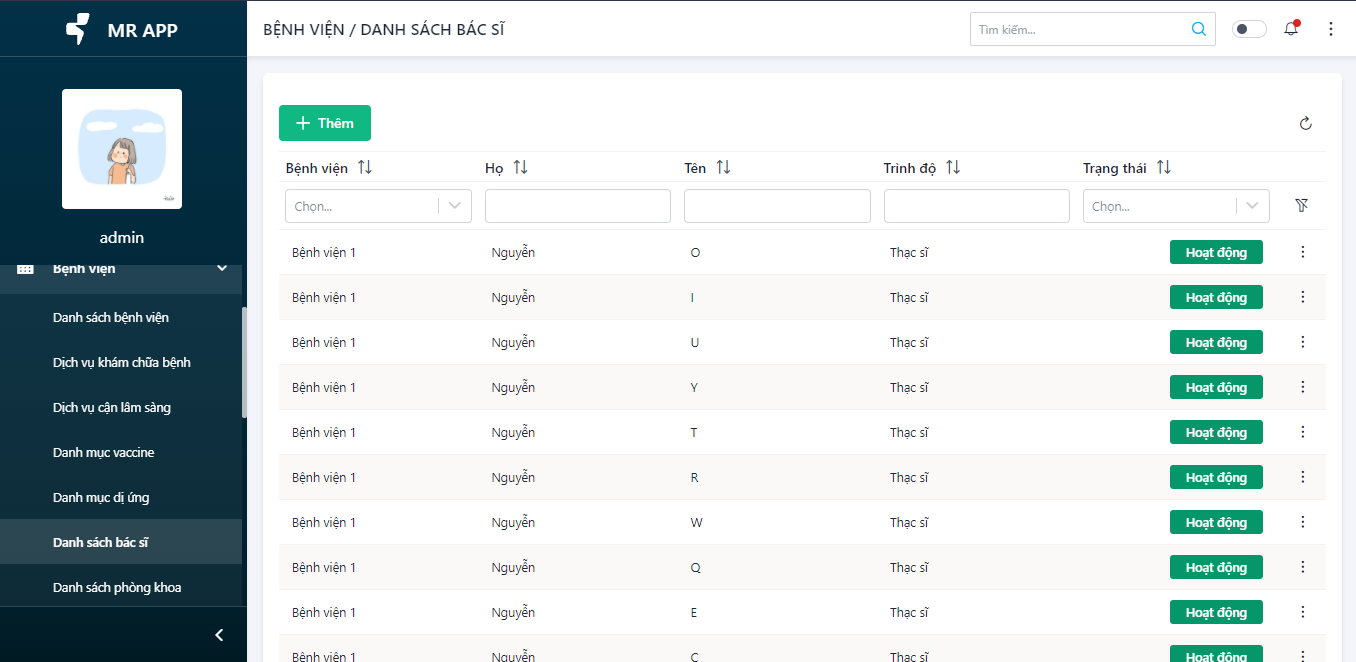 MR APP
BỆNH VIỆN / DANH SÁCH BÁC SĨ
Tìm kiếm...
admin
Bệnh viện
Danh sách bệnh viện
Dịch vụ khám chữa bệnh
Dịch vụ cận lâm sàng
Danh mục vaccine
Danh mục dị ứng
Danh sách bác sĩ
Danh sách phòng khoa
Thêm
Bệnh viện Họ Tên Trình độ Trạng thái
Chọn... Chọn...
Bệnh viện 1 Nguyễn O Thạc sĩ Hoạt động
Bệnh viện 1 Nguyễn I Thạc sĩ Hoạt động
Bệnh viện 1 Nguyễn U Thạc sĩ Hoạt động
Bệnh viện 1 Nguyễn Y Thạc sĩ Hoạt động
Bệnh viện 1 Nguyễn T Thạc sĩ Hoạt động
Bệnh viện 1 Nguyễn R Thạc sĩ Hoạt động
Bệnh viện 1 Nguyễn W Thạc sĩ Hoạt động
Bệnh viện 1 Nguyễn Q Thạc sĩ Hoạt động
Bệnh viện 1 Nguyễn E Thạc sĩ Hoạt động
Bệnh viện 1 Nguyễn C Thạc sĩ Hoạt động